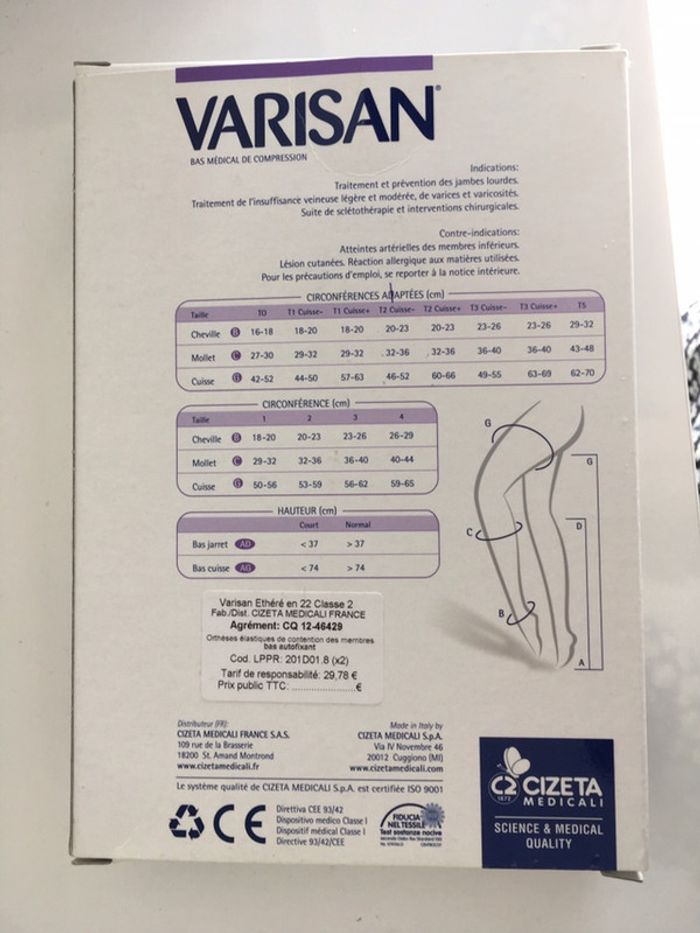 VARISAN®
BAS MÉDICAL DE COMPRESSION
Indications:
Traitement et prévention des jambes lourdes.
Traitement de l'insuffisance veineuse légère et modérée, de varices et varicosités.
Suite de sclétothérapie et interventions chirurgicales.
Contre-indications:
Atteintes artérielles des membres inférieurs.
Lésion cutanées. Réaction allergique aux matières utilisées.
Pour les précautions d'emploi, se reporter à la notice intérieure.
CIRCONFÉRENCES ADAPTÉES (cm)
Taille T0 T1 Cuisse- T1 Cuisse+ T2 Cuisse- T2 Cuisse+ T3 Cuisse- T3 Cuisse+ T5
Cheville B 16-18 18-20 18-20 20-23 20-23 23-26 23-26 29-32
Mollet C 27-30 29-32 29-32 32-36 32-36 36-40 36-40 43-48
Cuisse G 42-52 44-50 57-63 46-52 60-66 49-55 63-69 62-70
CIRCONFÉRENCE (cm)
Taille 1 2 3 4
Cheville B 18-20 20-23 23-26 26-29
Mollet C 29-32 32-36 36-40 40-44
Cuisse G 50-56 53-59 56-62 59-65
HAUTEUR (cm)
Court Normal
Bas jarret AD < 37 > 37
Bas cuisse AG < 74 > 74
G
G
D
C
B
A
Varisan Ethéré en 22 Classe 2
Fab./Dist. CIZETA MEDICALI FRANCE
Agrément: CQ 12-46429
Orthèses élastiques de contention des membres
bas autofixant
Cod. LPPR: 201D01.8 (x2)
Tarif de responsabilité: 29,78 €
Prix public TTC: ....................€
Distributeur (FR):
CIZETA MEDICALI FRANCE S.A.S.
109 rue de la Brasserie
18200 St. Amand Montrond
www.cizetamedicali.fr
Made in Italy by
CIZETA MEDICALI S.p.A.
Via IV Novembre 46
20012 Cuggiono (MI)
www.cizetamedicali.com
Le système qualité de CIZETA MEDICALI S.p.A. est certifiée ISO 9001
CE
Direttiva CEE 93/42
Dispositivo medico Classe I
Dispositif médical Classe I
Directive 93/42/CEE
FIDUCIA
NEL TESSILE
Test sostanze nocive
C2
1872
CIZETA
MEDICALI
SCIENCE & MEDICAL
QUALITY